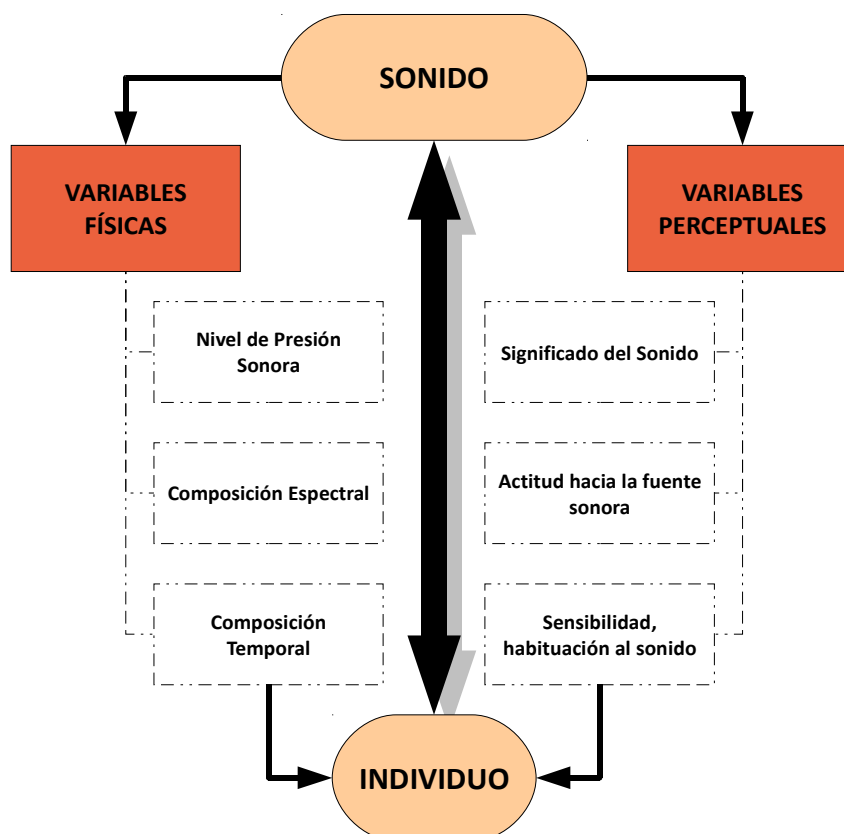 SONIDO
VARIABLES
FÍSICAS
VARIABLES
PERCEPTUALES
Nivel de Presión
Sonora
Significado del Sonido
Composición Espectral
Actitud hacia la fuente
sonora
Composición
Temporal
Sensibilidad,
habituación al sonido
INDIVIDUO